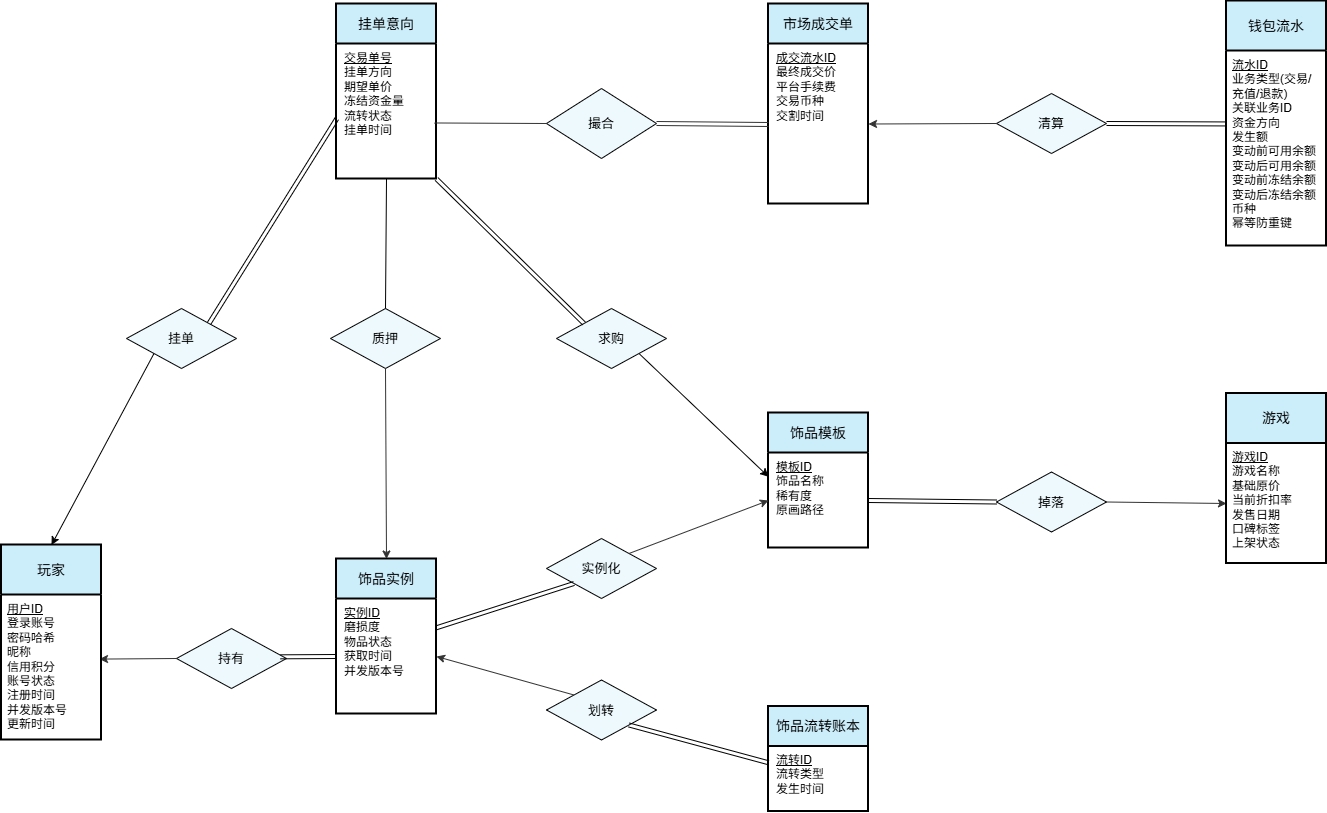 挂单意向
交易单号
挂单方向
期望单价
冻结资金量
流转状态
挂单时间
撮合
市场成交单
成交流水ID
最终成交价
平台手续费
交易币种
交割时间
清算
钱包流水
流水ID
业务类型(交易/
充值/退款)
关联业务ID
资金方向
发生额
变动前可用余额
变动后可用余额
变动前冻结余额
变动后冻结余额
币种
幂等防重键
挂单
质押
求购
饰品模板
模板ID
饰品名称
稀有度
原画路径
掉落
游戏
游戏ID
游戏名称
基础原价
当前折扣率
发售日期
口碑标签
上架状态
玩家
用户ID
登录账号
密码哈希
昵称
信用积分
账号状态
注册时间
并发版本号
更新时间
持有
饰品实例
实例ID
磨损度
物品状态
获取时间
并发版本号
实例化
划转
饰品流转账本
流转ID
流转类型
发生时间